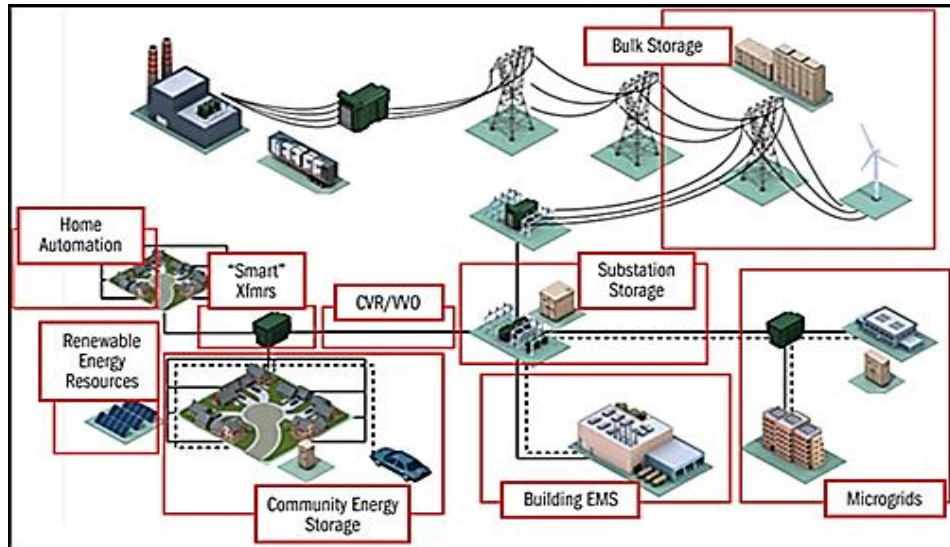 Bulk Storage
Home
Automation
"Smart"
Xfmrs
CVR/VVO
Substation
Storage
Renewable
Energy
Resources
Community Energy
Storage
Building EMS
Microgrids